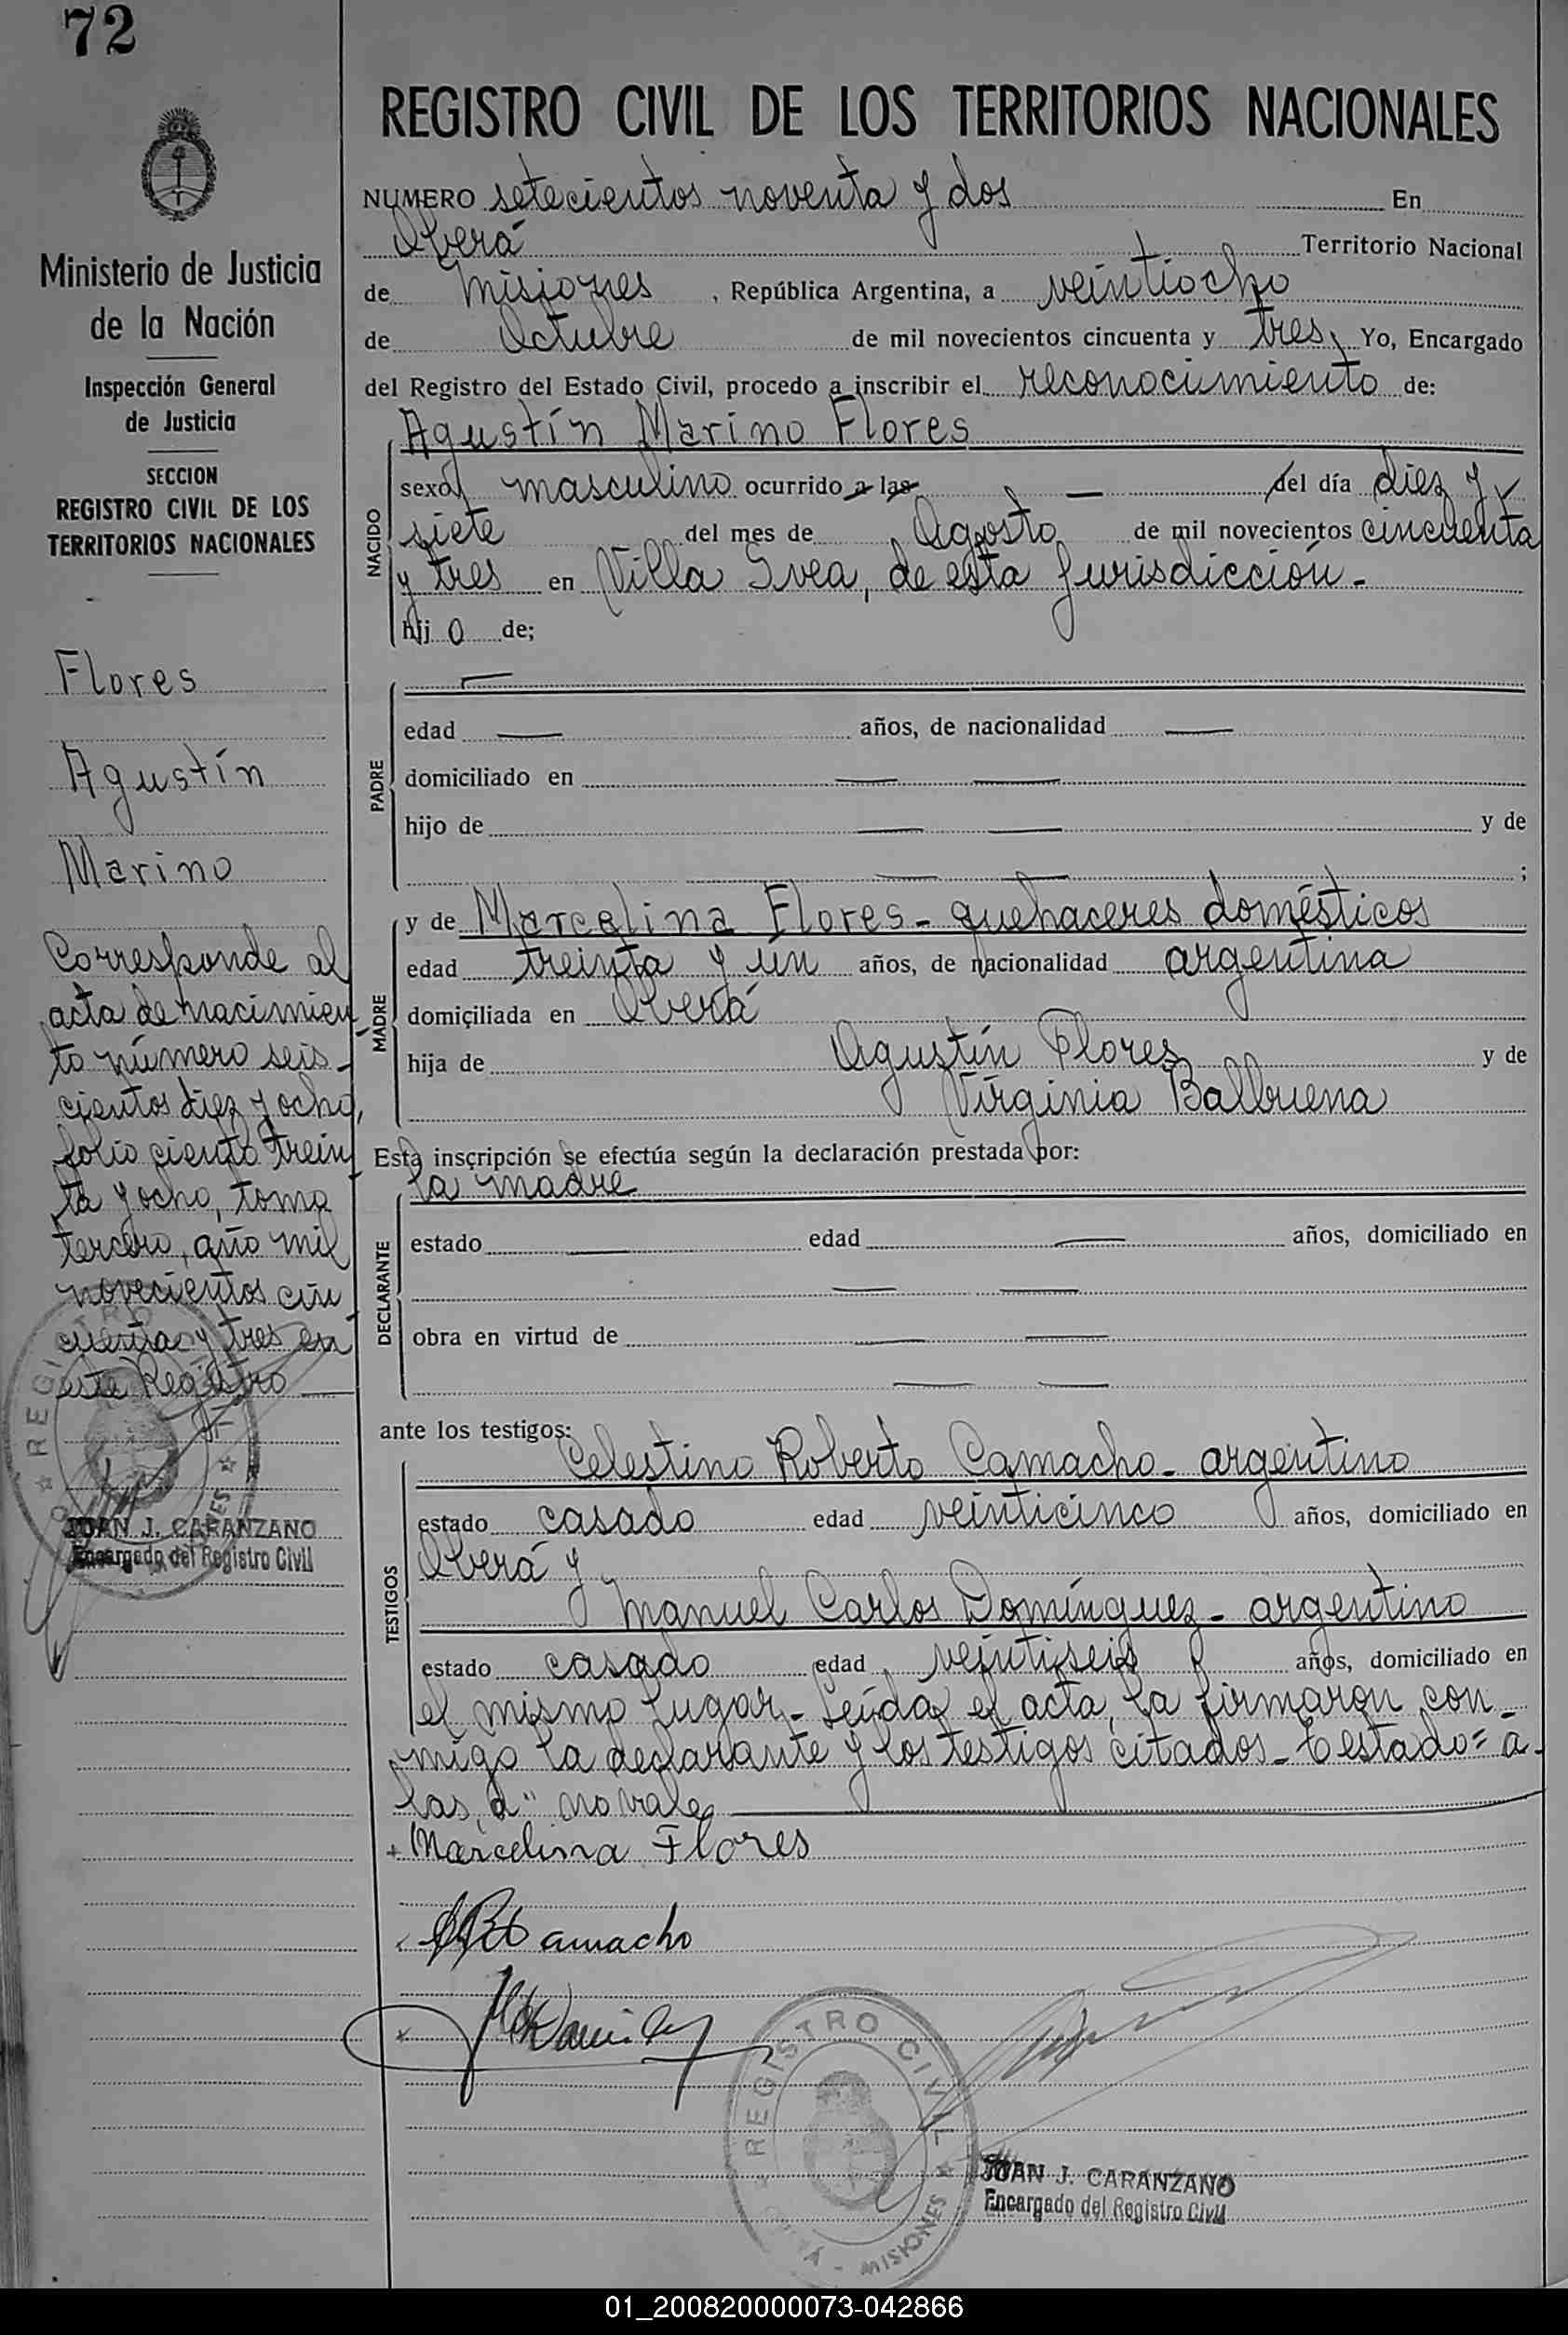 72
REGISTRO CIVIL DE LOS TERRITORIOS NACIONALES
Ministerio de Justicia
de la Nación
Inspección General
de Justicia
SECCION
REGISTRO CIVIL DE LOS
TERRITORIOS NACIONALES
Flores
Agustín
Marino
Corresponde al
acta de nacimien
to número seis-
cientos diez y ocho,
folio ciento trein
ta y ocho, tomo
tercero, año mil
novecientos cin
cuenta y tres en
este Registro
REGISTRO
JUAN J. CARANZANO
Encargado del Registro Civil
NUMERO setecientos noventa y dos En
Oberá Territorio Nacional
de Misiones, República Argentina, a veintiocho
de Octubre de mil novecientos cincuenta y tres, Yo, Encargado
del Registro del Estado Civil, procedo a inscribir el reconocimiento de:
NACIDO
Agustín Marino Flores
sexo masculino ocurrido a las — del día diez y
siete del mes de Agosto de mil novecientos cincuenta
y tres en Villa Svea, de esta jurisdicción.-
hijo de;
PADRE
—
edad — años, de nacionalidad —
domiciliado en — —
hijo de — — y de
— — ;
MADRE
y de Marcelina Flores - quehaceres domésticos
edad treinta y un años, de nacionalidad argentina
domiciliada en Oberá
hija de Agustín Flores y de
Virginia Balbuena
Esta inscripción se efectúa según la declaración prestada por:
DECLARANTE
la madre
estado — edad — años, domiciliado en
— —
obra en virtud de — —
— —
ante los testigos:
TESTIGOS
Celestino Roberto Camacho - argentino
estado casado edad veinticinco años, domiciliado en
Oberá y
Manuel Carlos Domínguez - argentino
estado casado edad veintiseis años, domiciliado en
el mismo lugar - Leída el acta, la firmaron con
migo la declarante y los testigos citados - Testado = a
las, d" no vale
+ Marcelina Flores
Camacho
REGISTRO CIVIL
MISIONES
JUAN J. CARANZANO
Encargado del Registro Civil
01_200820000073-042866